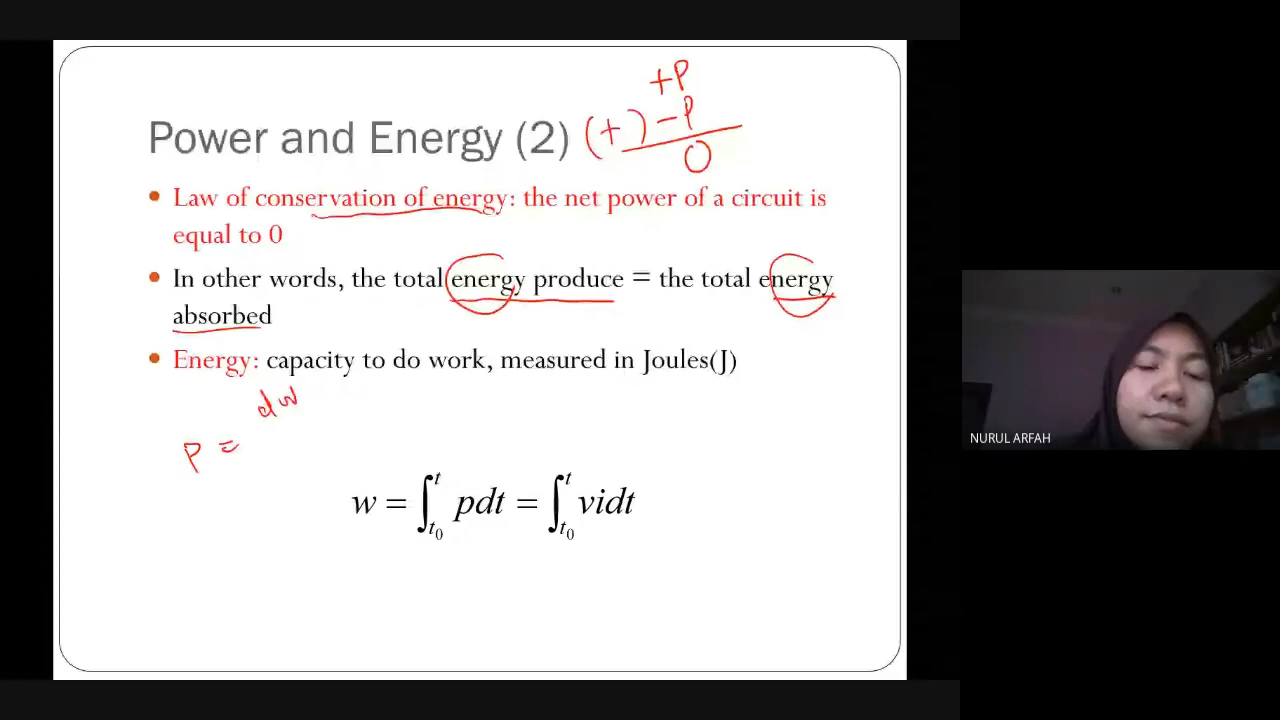 +P
Power and Energy (2) (+) -P
0
• Law of conservation of energy: the net power of a circuit is
equal to 0
• In other words, the total energy produce = the total energy
absorbed
• Energy: capacity to do work, measured in Joules(J)
dw
P =
w = ∫_{t_0}^{t} pdt = ∫_{t_0}^{t} vidt
NURUL ARFAH